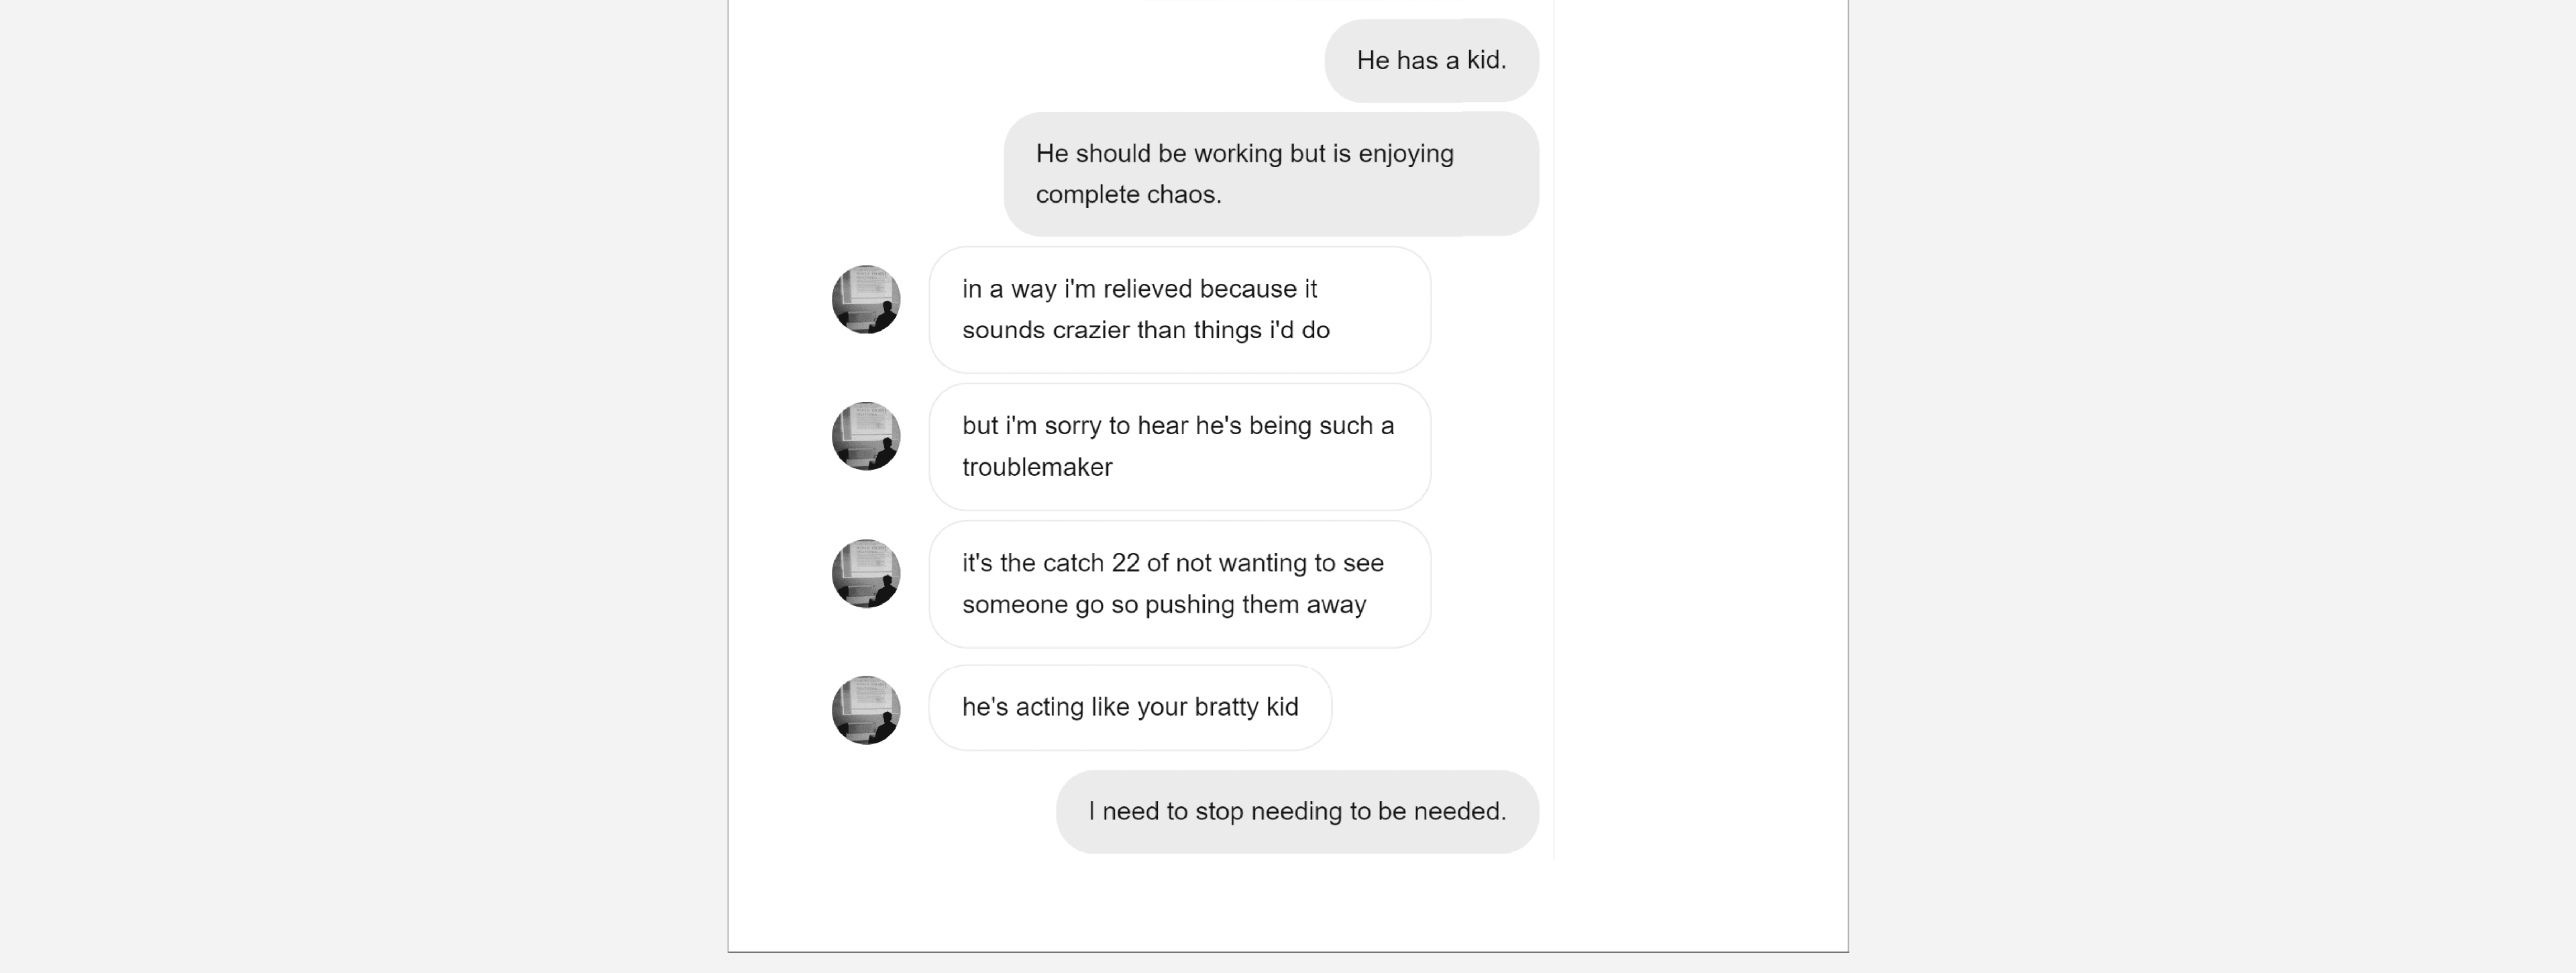 He has a kid.
He should be working but is enjoying
complete chaos.
in a way i'm relieved because it
sounds crazier than things i'd do
but i'm sorry to hear he's being such a
troublemaker
it's the catch 22 of not wanting to see
someone go so pushing them away
he's acting like your bratty kid
I need to stop needing to be needed.